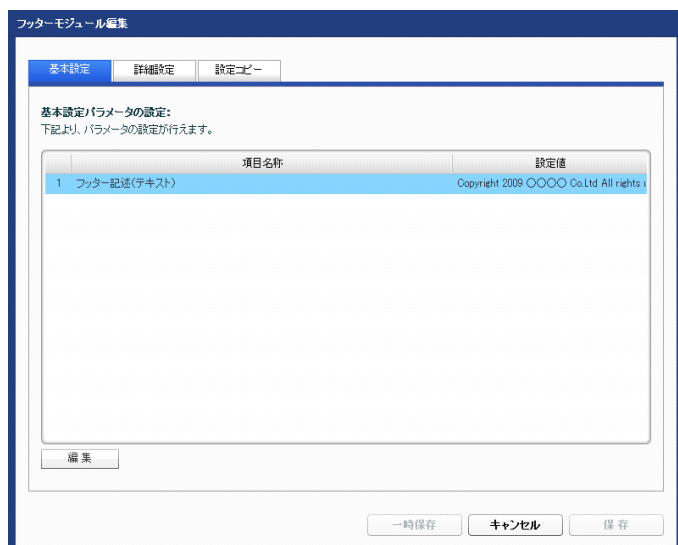 フッターモジュール編集
基本設定 詳細設定 設定コピー
基本設定パラメータの設定:
下記より、パラメータの設定が行えます。
項目名称 設定値
1 フッター記述(テキスト) Copyright 2009 〇〇〇〇 Co.Ltd All rights
編集
一時保存 キャンセル 保存